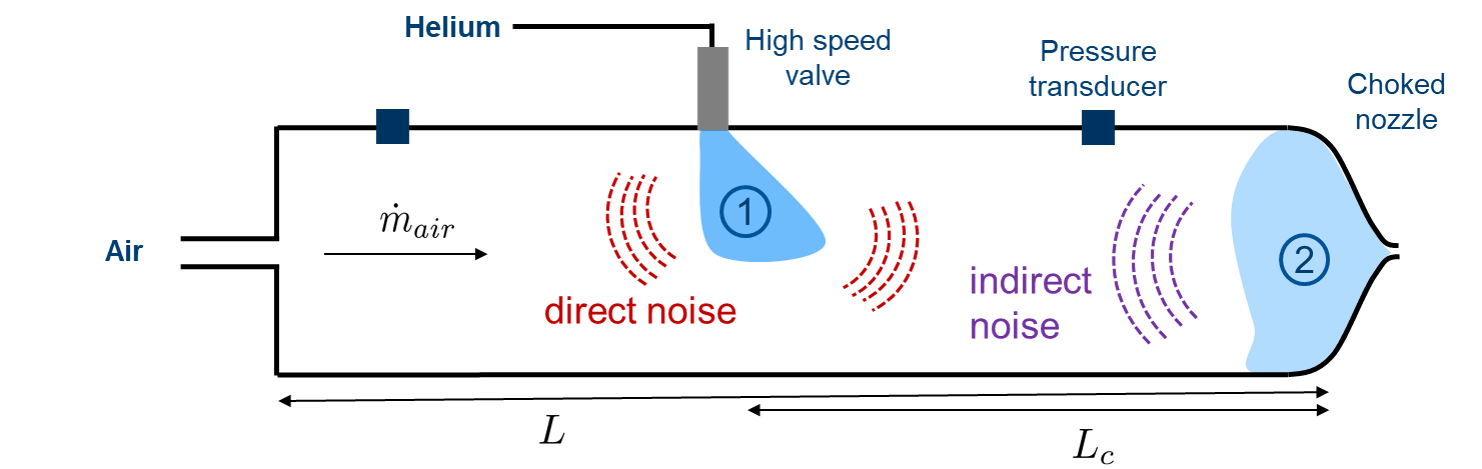 Helium
High speed
valve
Pressure
transducer
Choked
nozzle
1
ṁ_air
Air
direct noise
indirect
noise
2
L
L_c